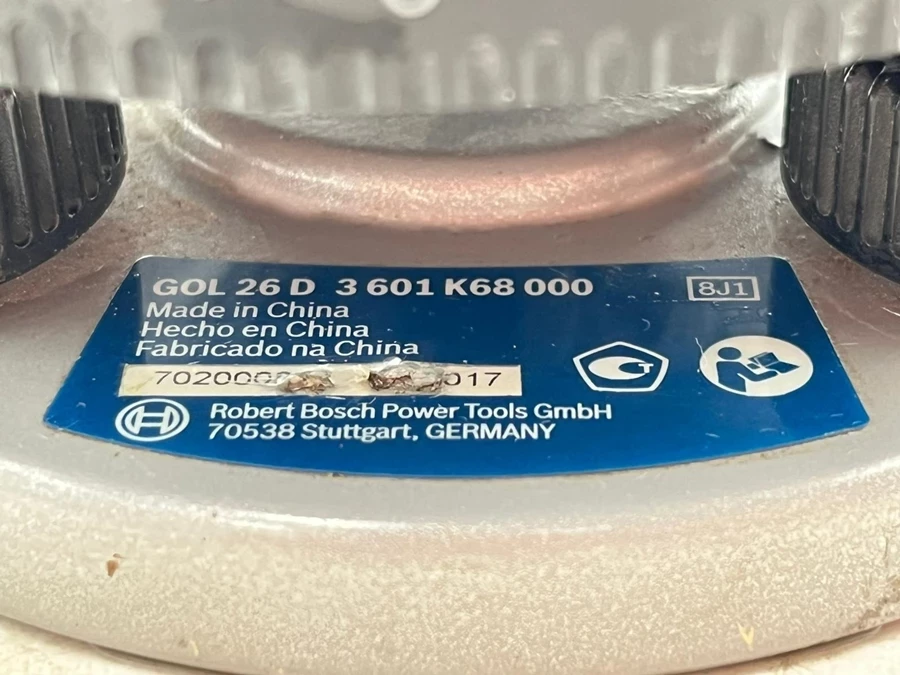 GOL 26 D 3 601 K68 000
8J1
Made in China
Hecho en China
Fabricado na China
Robert Bosch Power Tools GmbH
70538 Stuttgart, GERMANY